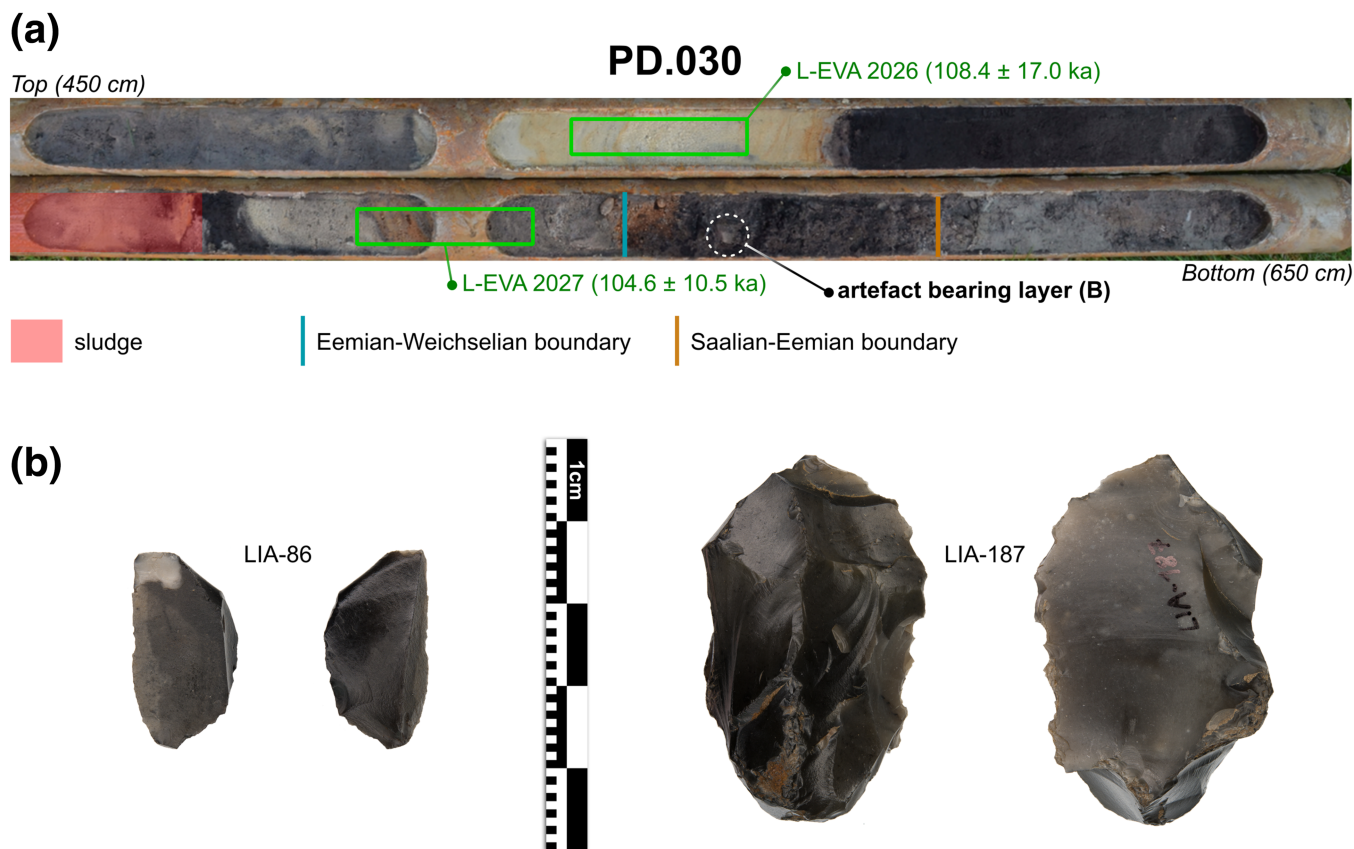 (a)
PD.030
Top (450 cm)
L-EVA 2026 (108.4 ± 17.0 ka)
L-EVA 2027 (104.6 ± 10.5 ka)
Bottom (650 cm)
artefact bearing layer (B)
sludge
Eemian-Weichselian boundary
Saalian-Eemian boundary
(b)
1cm
LIA-86
LIA-187
LIA-187